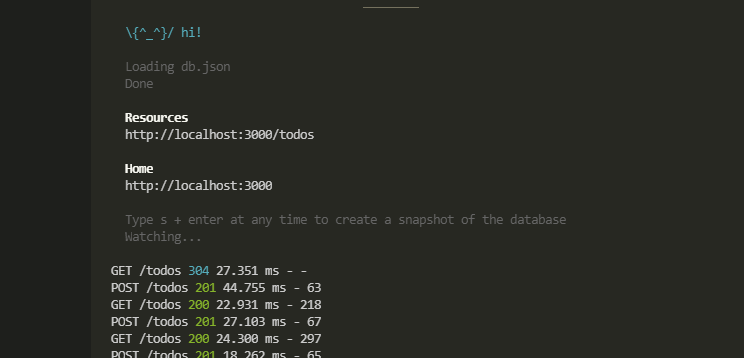 \{^_^}/ hi!
Loading db.json
Done
Resources
http://localhost:3000/todos
Home
http://localhost:3000
Type s + enter at any time to create a snapshot of the database
Watching...
GET /todos 304 27.351 ms - -
POST /todos 201 44.755 ms - 63
GET /todos 200 22.931 ms - 218
POST /todos 201 27.103 ms - 67
GET /todos 200 24.300 ms - 297
POST /todos 201 18.262 ms - 65